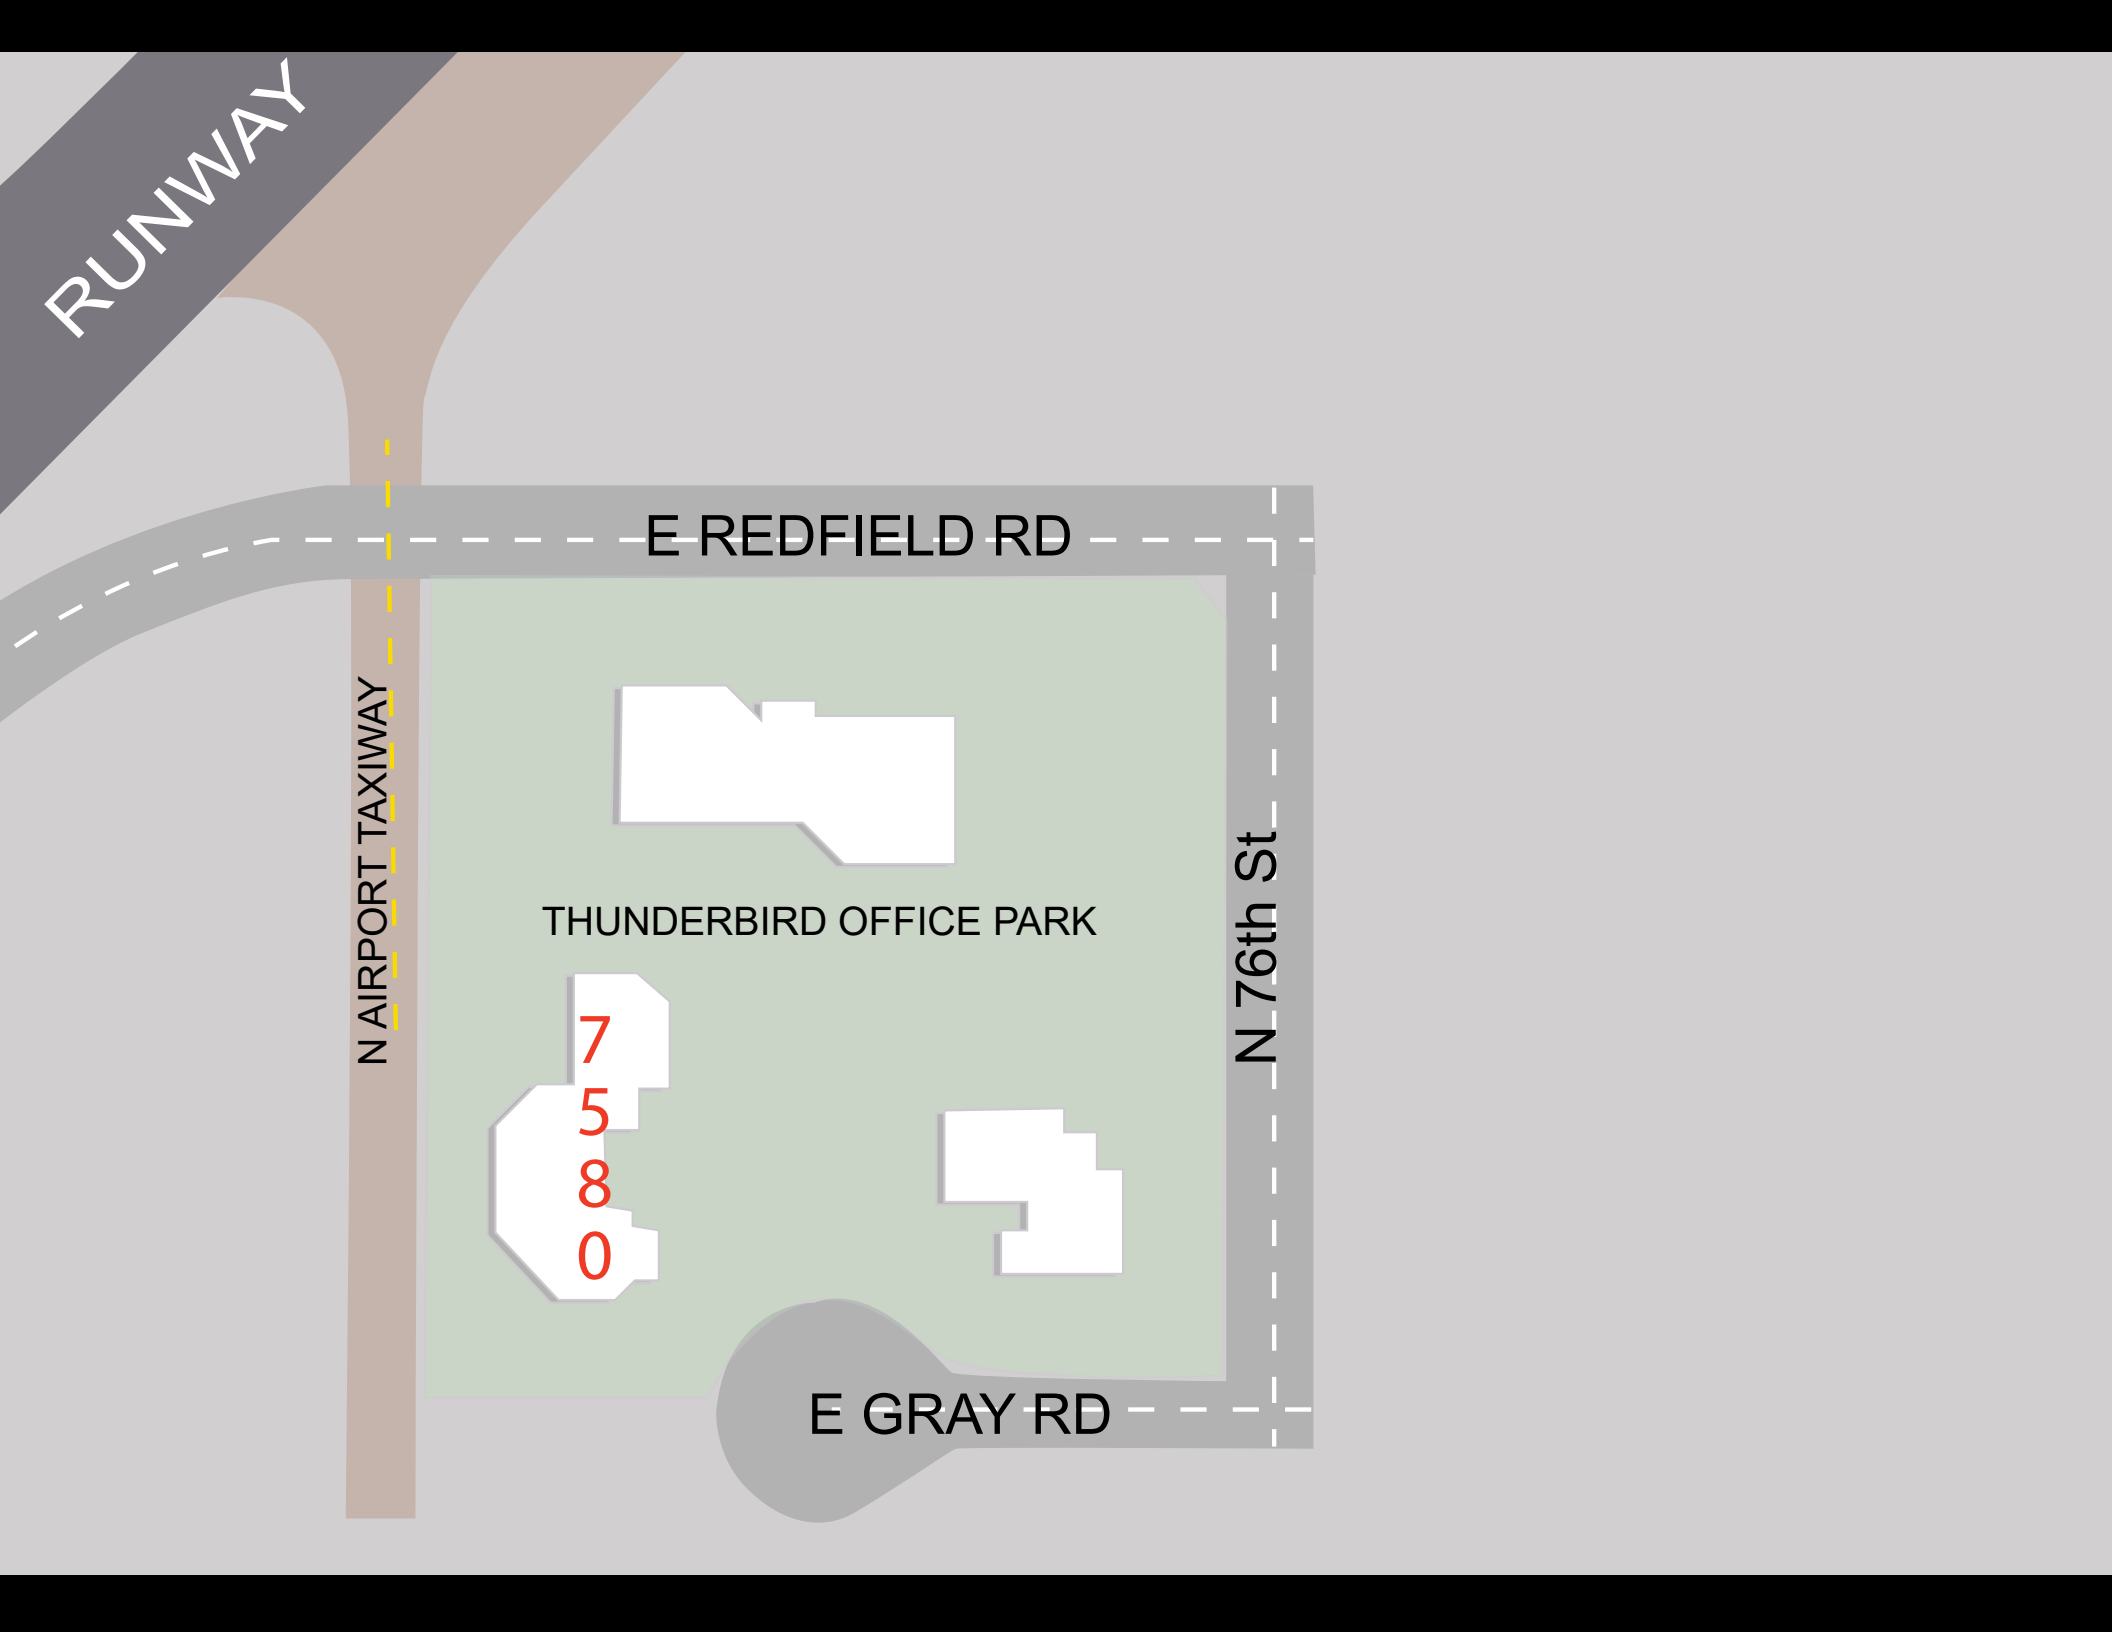 RUNWAY
E REDFIELD RD
N AIRPORT TAXIWAY
THUNDERBIRD OFFICE PARK
N 76th St
7
5
8
0
E GRAY RD